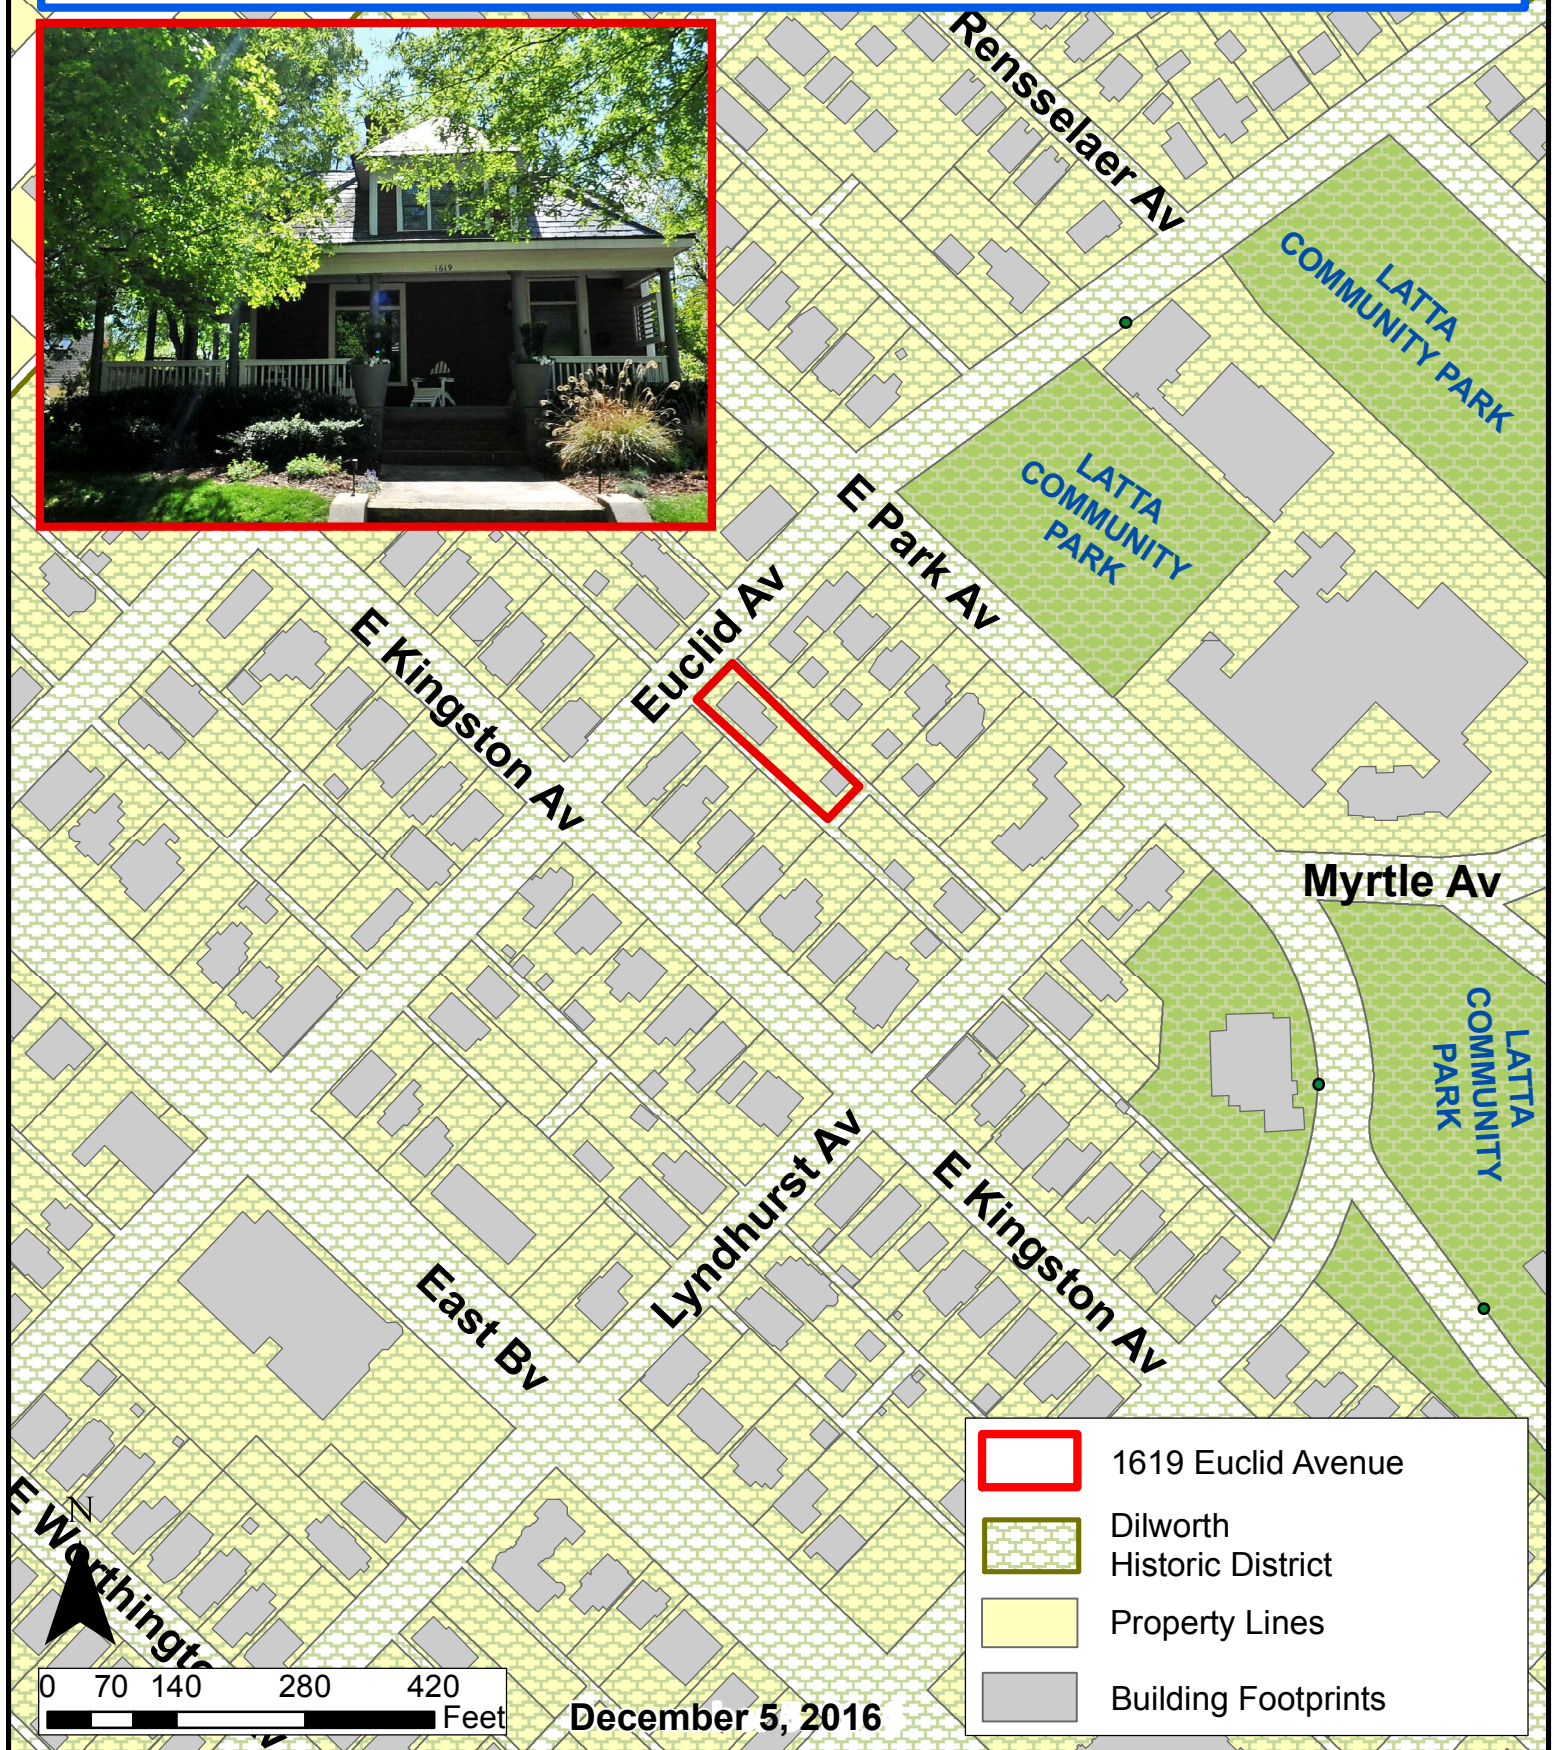 Rensselaer Av
1619
LATTA
COMMUNITY PARK
LATTA
COMMUNITY
PARK
E Park Av
Euclid Av
E Kingston Av
Myrtle Av
LATTA
COMMUNITY
PARK
Lyndhurst Av
E Kingston Av
East Bv
1619 Euclid Avenue
Dilworth
Historic District
Property Lines
Building Footprints
N
E Worthington Av
0 70 140 280 420
Feet
December 5, 2016